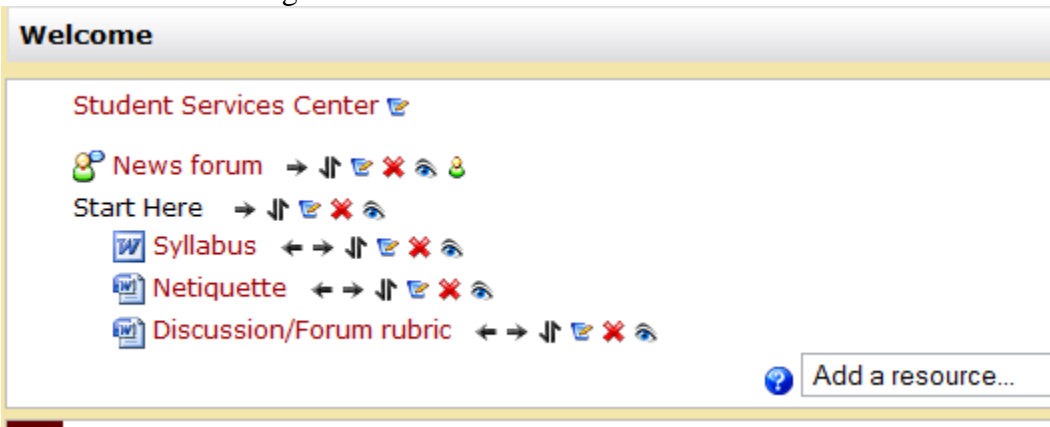 Welcome
Student Services Center
News forum
Start Here
Syllabus
Netiquette
Discussion/Forum rubric
Add a resource...